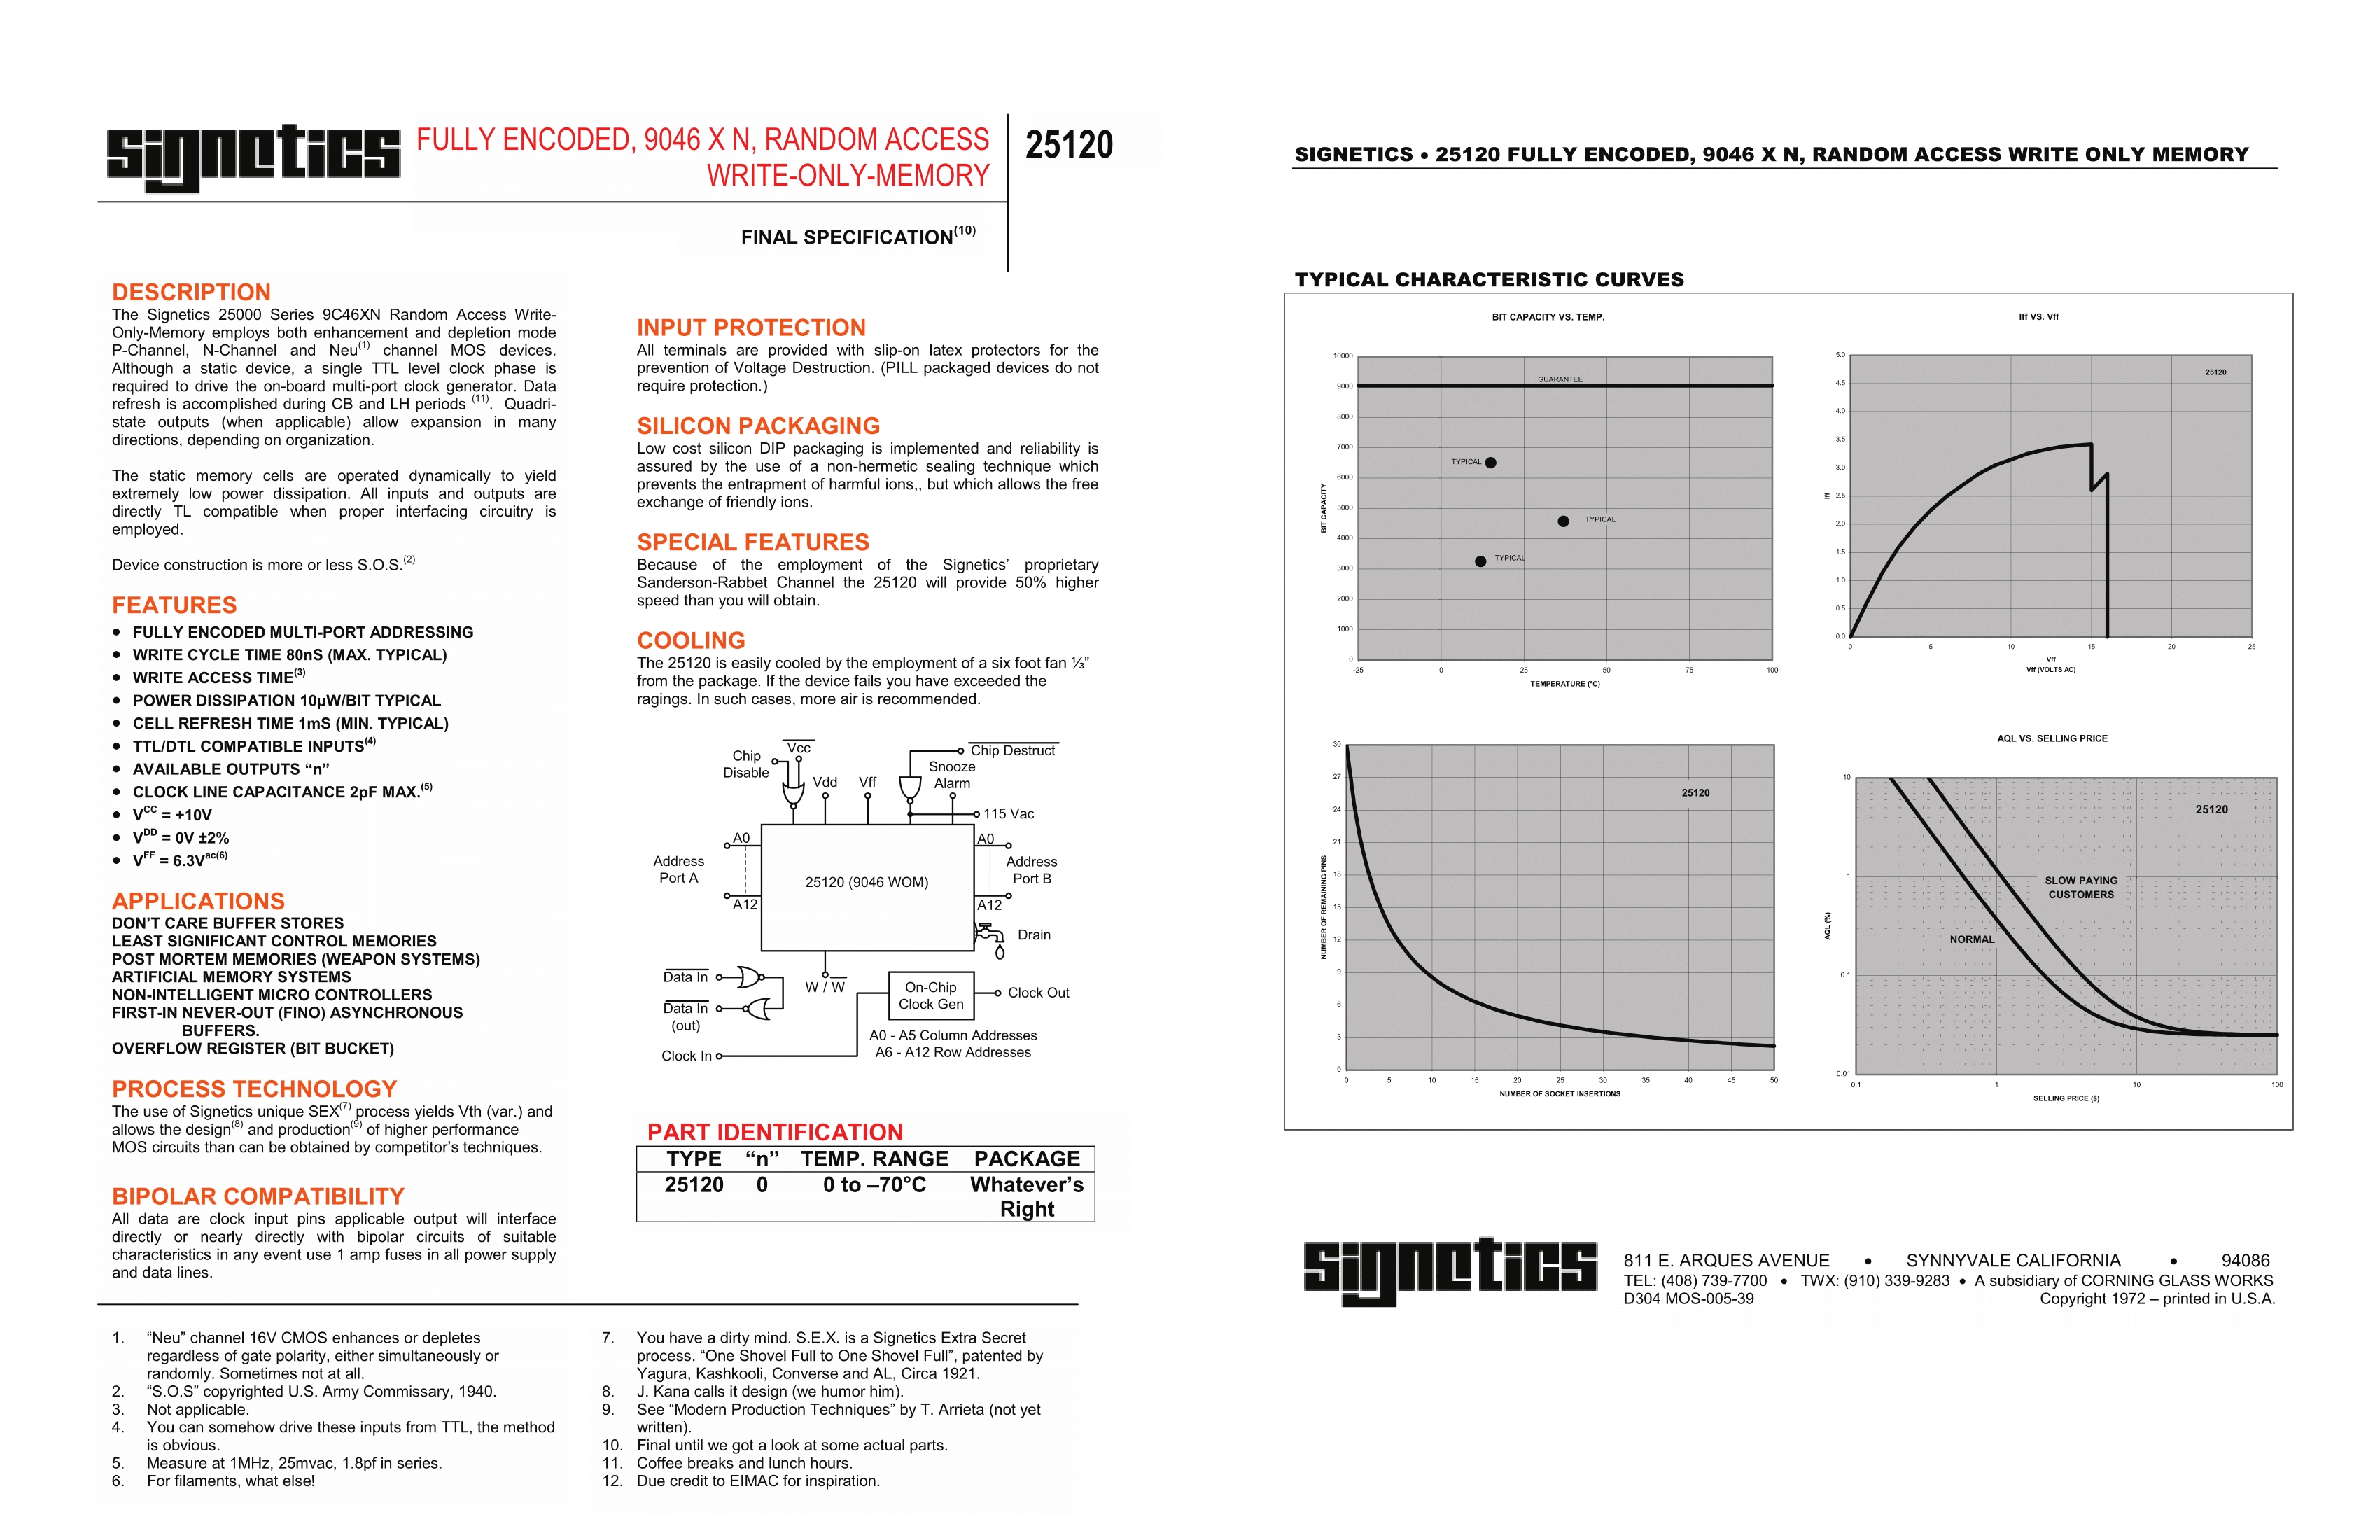 signetics
FULLY ENCODED, 9046 X N, RANDOM ACCESS
WRITE-ONLY-MEMORY
25120
FINAL SPECIFICATION(10)
DESCRIPTION
The Signetics 25000 Series 9C46XN Random Access Write-
Only-Memory employs both enhancement and depletion mode
P-Channel, N-Channel and Neu(1) channel MOS devices.
Although a static device, a single TTL level clock phase is
required to drive the on-board multi-port clock generator. Data
refresh is accomplished during CB and LH periods (11). Quadri-
state outputs (when applicable) allow expansion in many
directions, depending on organization.
The static memory cells are operated dynamically to yield
extremely low power dissipation. All inputs and outputs are
directly TL compatible when proper interfacing circuitry is
employed.
Device construction is more or less S.O.S.(2)
FEATURES
• FULLY ENCODED MULTI-PORT ADDRESSING
• WRITE CYCLE TIME 80nS (MAX. TYPICAL)
• WRITE ACCESS TIME(3)
• POWER DISSIPATION 10µW/BIT TYPICAL
• CELL REFRESH TIME 1mS (MIN. TYPICAL)
• TTL/DTL COMPATIBLE INPUTS(4)
• AVAILABLE OUTPUTS “n”
• CLOCK LINE CAPACITANCE 2pF MAX.(5)
• VCC = +10V
• VDD = 0V ±2%
• VFF = 6.3Vac(6)
APPLICATIONS
DON’T CARE BUFFER STORES
LEAST SIGNIFICANT CONTROL MEMORIES
POST MORTEM MEMORIES (WEAPON SYSTEMS)
ARTIFICIAL MEMORY SYSTEMS
NON-INTELLIGENT MICRO CONTROLLERS
FIRST-IN NEVER-OUT (FINO) ASYNCHRONOUS
BUFFERS.
OVERFLOW REGISTER (BIT BUCKET)
PROCESS TECHNOLOGY
The use of Signetics unique SEX(7) process yields Vth (var.) and
allows the design(8) and production(9) of higher performance
MOS circuits than can be obtained by competitor’s techniques.
BIPOLAR COMPATIBILITY
All data are clock input pins applicable output will interface
directly or nearly directly with bipolar circuits of suitable
characteristics in any event use 1 amp fuses in all power supply
and data lines.
INPUT PROTECTION
All terminals are provided with slip-on latex protectors for the
prevention of Voltage Destruction. (PILL packaged devices do not
require protection.)
SILICON PACKAGING
Low cost silicon DIP packaging is implemented and reliability is
assured by the use of a non-hermetic sealing technique which
prevents the entrapment of harmful ions,, but which allows the free
exchange of friendly ions.
SPECIAL FEATURES
Because of the employment of the Signetics’ proprietary
Sanderson-Rabbet Channel the 25120 will provide 50% higher
speed than you will obtain.
COOLING
The 25120 is easily cooled by the employment of a six foot fan ⅓”
from the package. If the device fails you have exceeded the
ragings. In such cases, more air is recommended.
Chip
Disable
Vcc
Vdd
Vff
Chip Destruct
Snooze
Alarm
115 Vac
A0
A0
Address
Port A
25120 (9046 WOM)
Address
Port B
A12
A12
Drain
Data In
W / W
On-Chip
Clock Gen
Clock Out
Data In
(out)
A0 - A5 Column Addresses
A6 - A12 Row Addresses
Clock In
PART IDENTIFICATION
TYPE “n” TEMP. RANGE PACKAGE
25120 0 0 to –70°C Whatever’s
Right
1. “Neu” channel 16V CMOS enhances or depletes
regardless of gate polarity, either simultaneously or
randomly. Sometimes not at all.
2. “S.O.S” copyrighted U.S. Army Commissary, 1940.
3. Not applicable.
4. You can somehow drive these inputs from TTL, the method
is obvious.
5. Measure at 1MHz, 25mvac, 1.8pf in series.
6. For filaments, what else!
7. You have a dirty mind. S.E.X. is a Signetics Extra Secret
process. “One Shovel Full to One Shovel Full”, patented by
Yagura, Kashkooli, Converse and AL, Circa 1921.
8. J. Kana calls it design (we humor him).
9. See “Modern Production Techniques” by T. Arrieta (not yet
written).
10. Final until we got a look at some actual parts.
11. Coffee breaks and lunch hours.
12. Due credit to EIMAC for inspiration.
SIGNETICS • 25120 FULLY ENCODED, 9046 X N, RANDOM ACCESS WRITE ONLY MEMORY
TYPICAL CHARACTERISTIC CURVES
BIT CAPACITY VS. TEMP.
10000
9000
8000
7000
6000
5000
4000
3000
2000
1000
0
BIT CAPACITY
GUARANTEE
TYPICAL
TYPICAL
TYPICAL
-25 0 25 50 75 100
TEMPERATURE (°C)
Iff VS. Vff
5.0
4.5
4.0
3.5
3.0
2.5
2.0
1.5
1.0
0.5
0.0
Iff
25120
0 5 10 15 20 25
Vff
Vff (VOLTS AC)
30
27
24
21
18
15
12
9
6
3
0
NUMBER OF REMAINING PINS
25120
0 5 10 15 20 25 30 35 40 45 50
NUMBER OF SOCKET INSERTIONS
AQL VS. SELLING PRICE
10
1
0.1
0.01
AQL (%)
25120
SLOW PAYING
CUSTOMERS
NORMAL
0.1 1 10 100
SELLING PRICE ($)
signetics
811 E. ARQUES AVENUE • SYNNYVALE CALIFORNIA • 94086
TEL: (408) 739-7700 • TWX: (910) 339-9283 • A subsidiary of CORNING GLASS WORKS
D304 MOS-005-39 Copyright 1972 – printed in U.S.A.